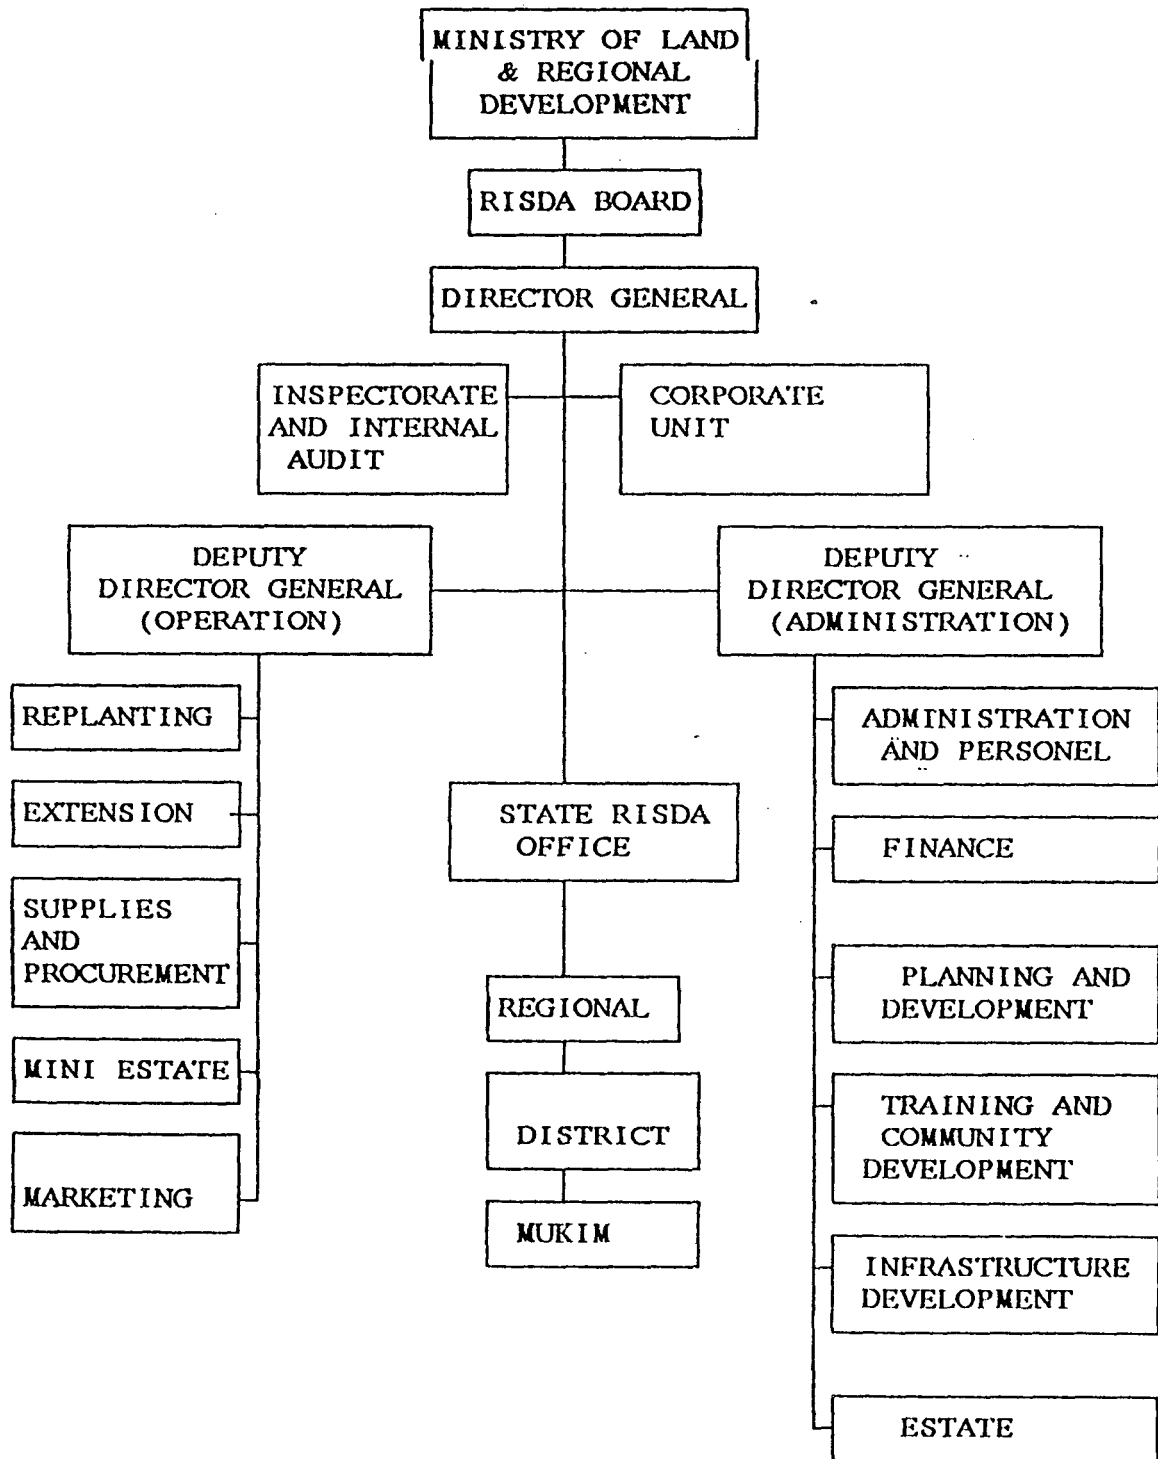 MINISTRY OF LAND
& REGIONAL
DEVELOPMENT
RISDA BOARD
DIRECTOR GENERAL
INSPECTORATE
AND INTERNAL
AUDIT
CORPORATE
UNIT
DEPUTY
DIRECTOR GENERAL
(OPERATION)
DEPUTY
DIRECTOR GENERAL
(ADMINISTRATION)
REPLANTING
EXTENSION
SUPPLIES
AND
PROCUREMENT
MINI ESTATE
MARKETING
STATE RISDA
OFFICE
REGIONAL
DISTRICT
MUKIM
ADMINISTRATION
AND PERSONEL
FINANCE
PLANNING AND
DEVELOPMENT
TRAINING AND
COMMUNITY
DEVELOPMENT
INFRASTRUCTURE
DEVELOPMENT
ESTATE